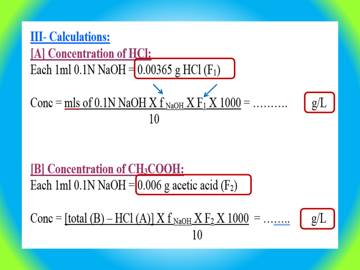 III- Calculations:
[A] Concentration of HCl:
Each 1ml 0.1N NaOH = 0.00365 g HCl (F₁)
Conc = mls of 0.1N NaOH X f NaOH X F₁ X 1000 = ………. g/L
10
[B] Concentration of CH₃COOH:
Each 1ml 0.1N NaOH = 0.006 g acetic acid (F₂)
Conc = [total (B) – HCl (A)] X f NaOH X F₂ X 1000 = …….. g/L
10